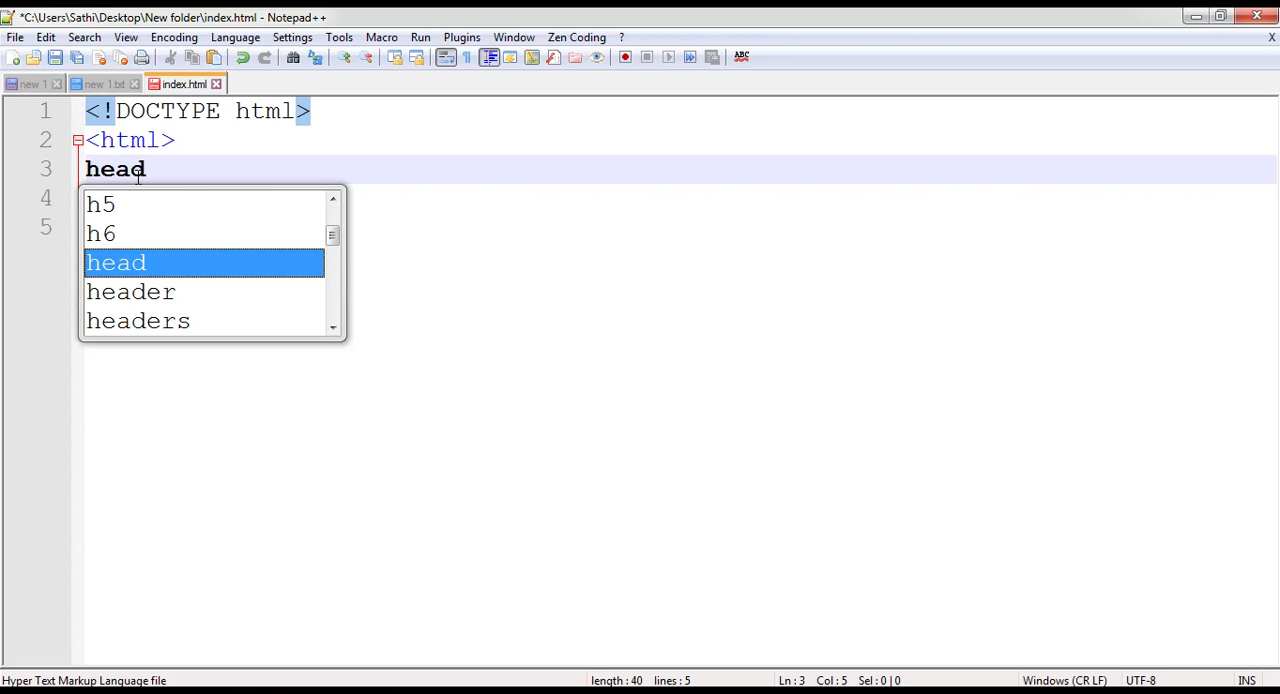 *C:\Users\Sathi\Desktop\New folder\index.html - Notepad++
File Edit Search View Encoding Language Settings Tools Macro Run Plugins Window Zen Coding ? X
new 1 new 1.txt index.html
1 <!DOCTYPE html>
2 <html>
3 head
4
5
h5
h6
head
header
headers
Hyper Text Markup Language file length : 40 lines : 5 Ln : 3 Col : 5 Sel : 0 | 0 Windows (CR LF) UTF-8 INS